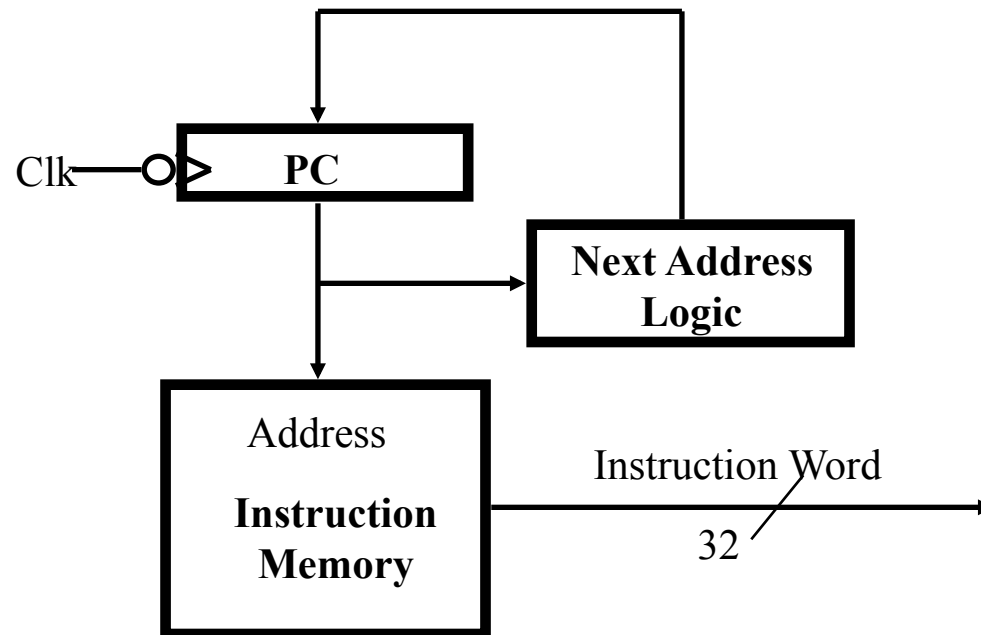 Clk
PC
Next Address
Logic
Address
Instruction
Memory
Instruction Word
32